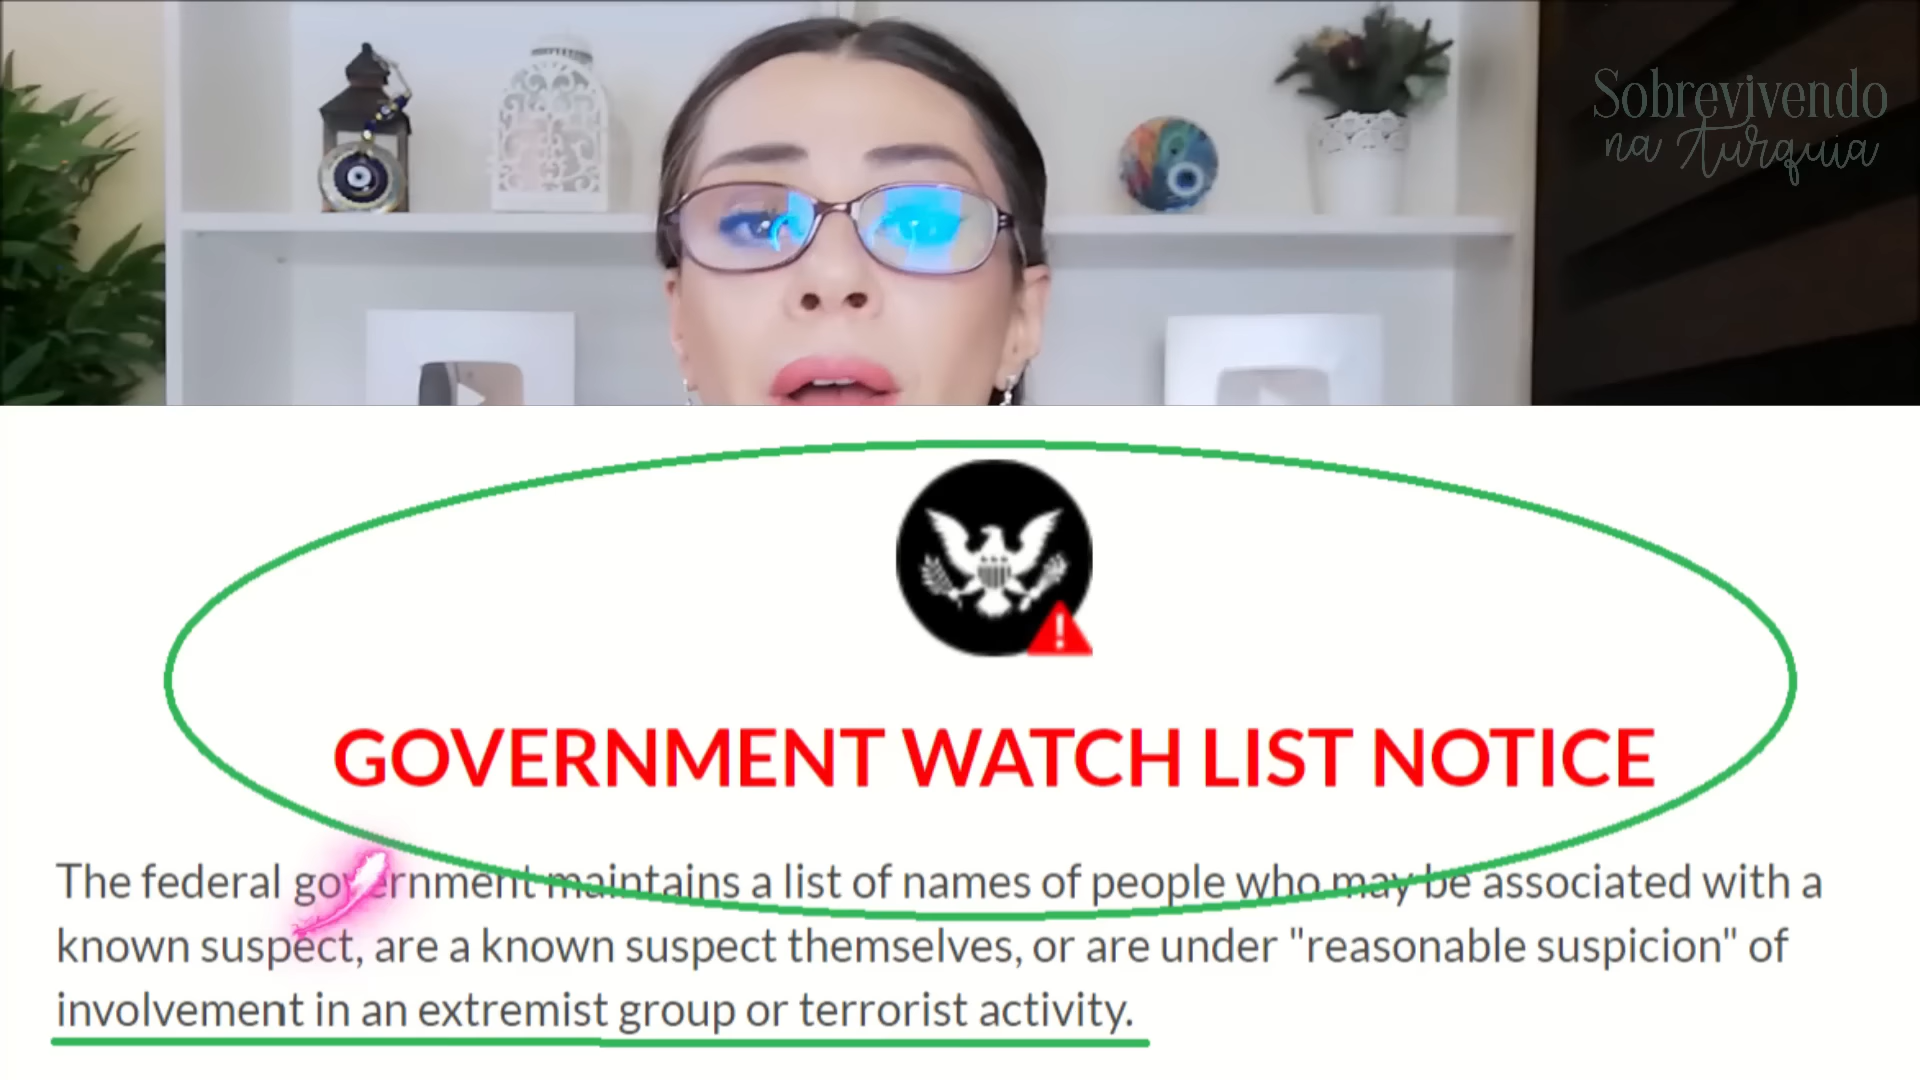 Sobrevivendo
na Turquia
GOVERNMENT WATCH LIST NOTICE
The federal government maintains a list of names of people who may be associated with a
known suspect, are a known suspect themselves, or are under "reasonable suspicion" of
involvement in an extremist group or terrorist activity.